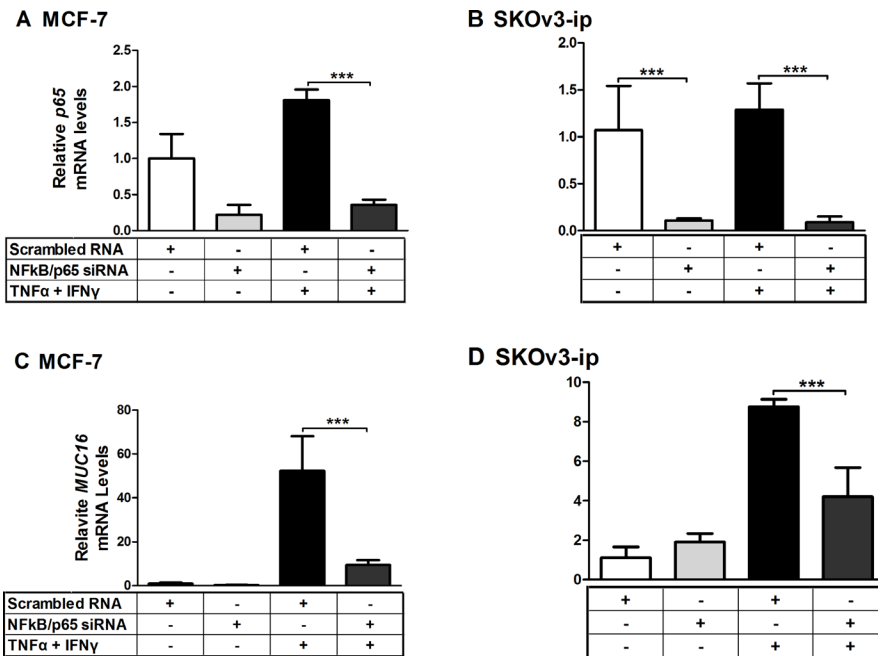 A MCF-7
Relative p65
mRNA levels
2.5
2.0
1.5
1.0
0.5
0.0
***
Scrambled RNA + - + -
NFkB/p65 siRNA - + - +
TNFα + IFNγ - - + +
B SKOv3-ip
2.0
1.5
1.0
0.5
0.0
*** ***
+ - + -
- + - +
- - + +
C MCF-7
Relavite MUC16
mRNA Levels
80
60
40
20
0
***
Scrambled RNA + - + -
NFkB/p65 siRNA - + - +
TNFα + IFNγ - - + +
D SKOv3-ip
10
8
6
4
2
0
***
+ - + -
- + - +
- - + +